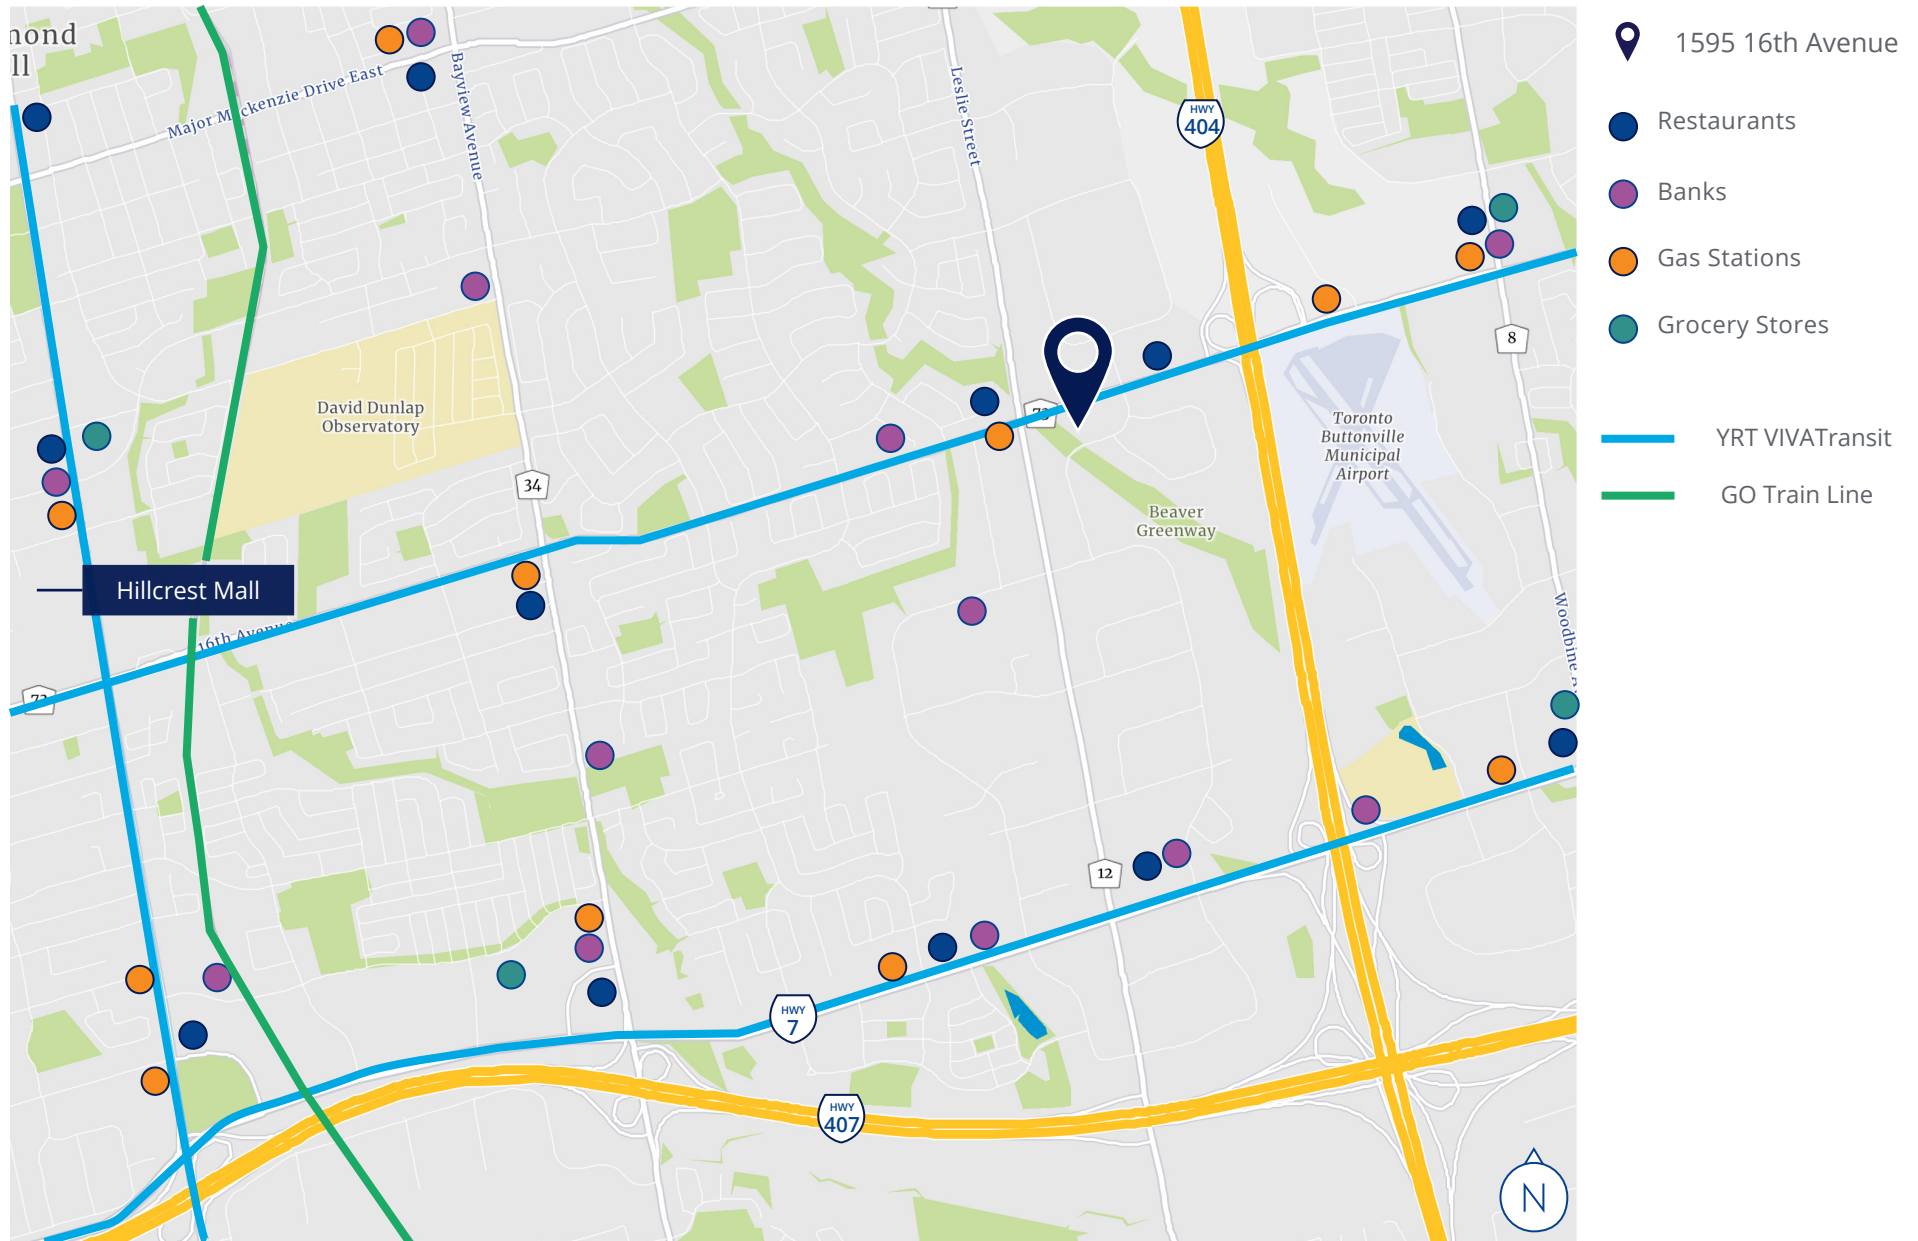 mond
ll
Major Mackenzie Drive East
Bayview Avenue
Leslie Street
HWY
404
8
David Dunlap
Observatory
34
73
Toronto
Buttonville
Municipal
Airport
Beaver
Greenway
Hillcrest Mall
16th Avenue
73
Woodbine
12
HWY
7
HWY
407
N
1595 16th Avenue
Restaurants
Banks
Gas Stations
Grocery Stores
YRT VIVATransit
GO Train Line